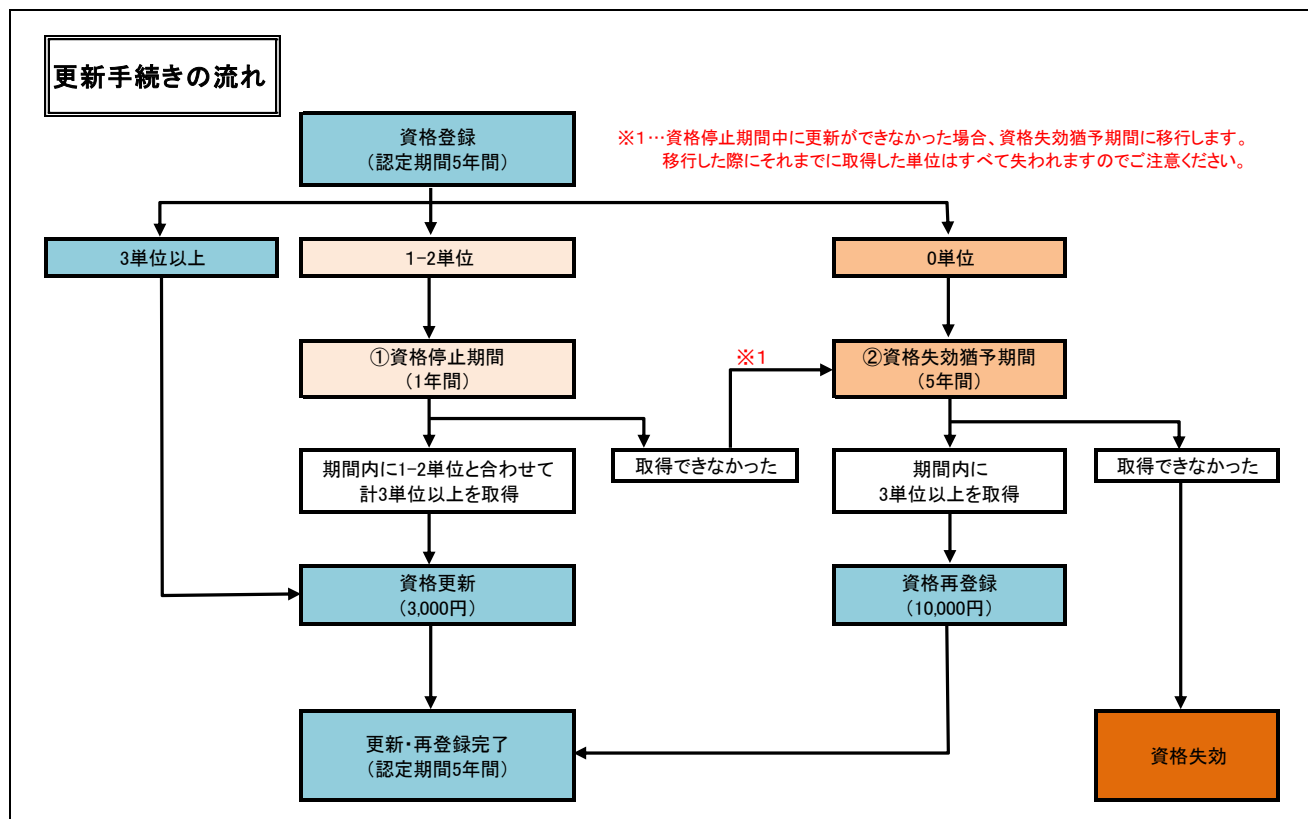 更新手続きの流れ
資格登録
（認定期間5年間）
※1…資格停止期間中に更新ができなかった場合、資格失効猶予期間に移行します。
移行した際にそれまでに取得した単位はすべて失われますのでご注意ください。
3単位以上
1-2単位
0単位
①資格停止期間
（1年間）
※1
②資格失効猶予期間
（5年間）
期間内に1-2単位と合わせて
計3単位以上を取得
取得できなかった
期間内に
3単位以上を取得
取得できなかった
資格更新
（3,000円）
資格再登録
（10,000円）
更新・再登録完了
（認定期間5年間）
資格失効